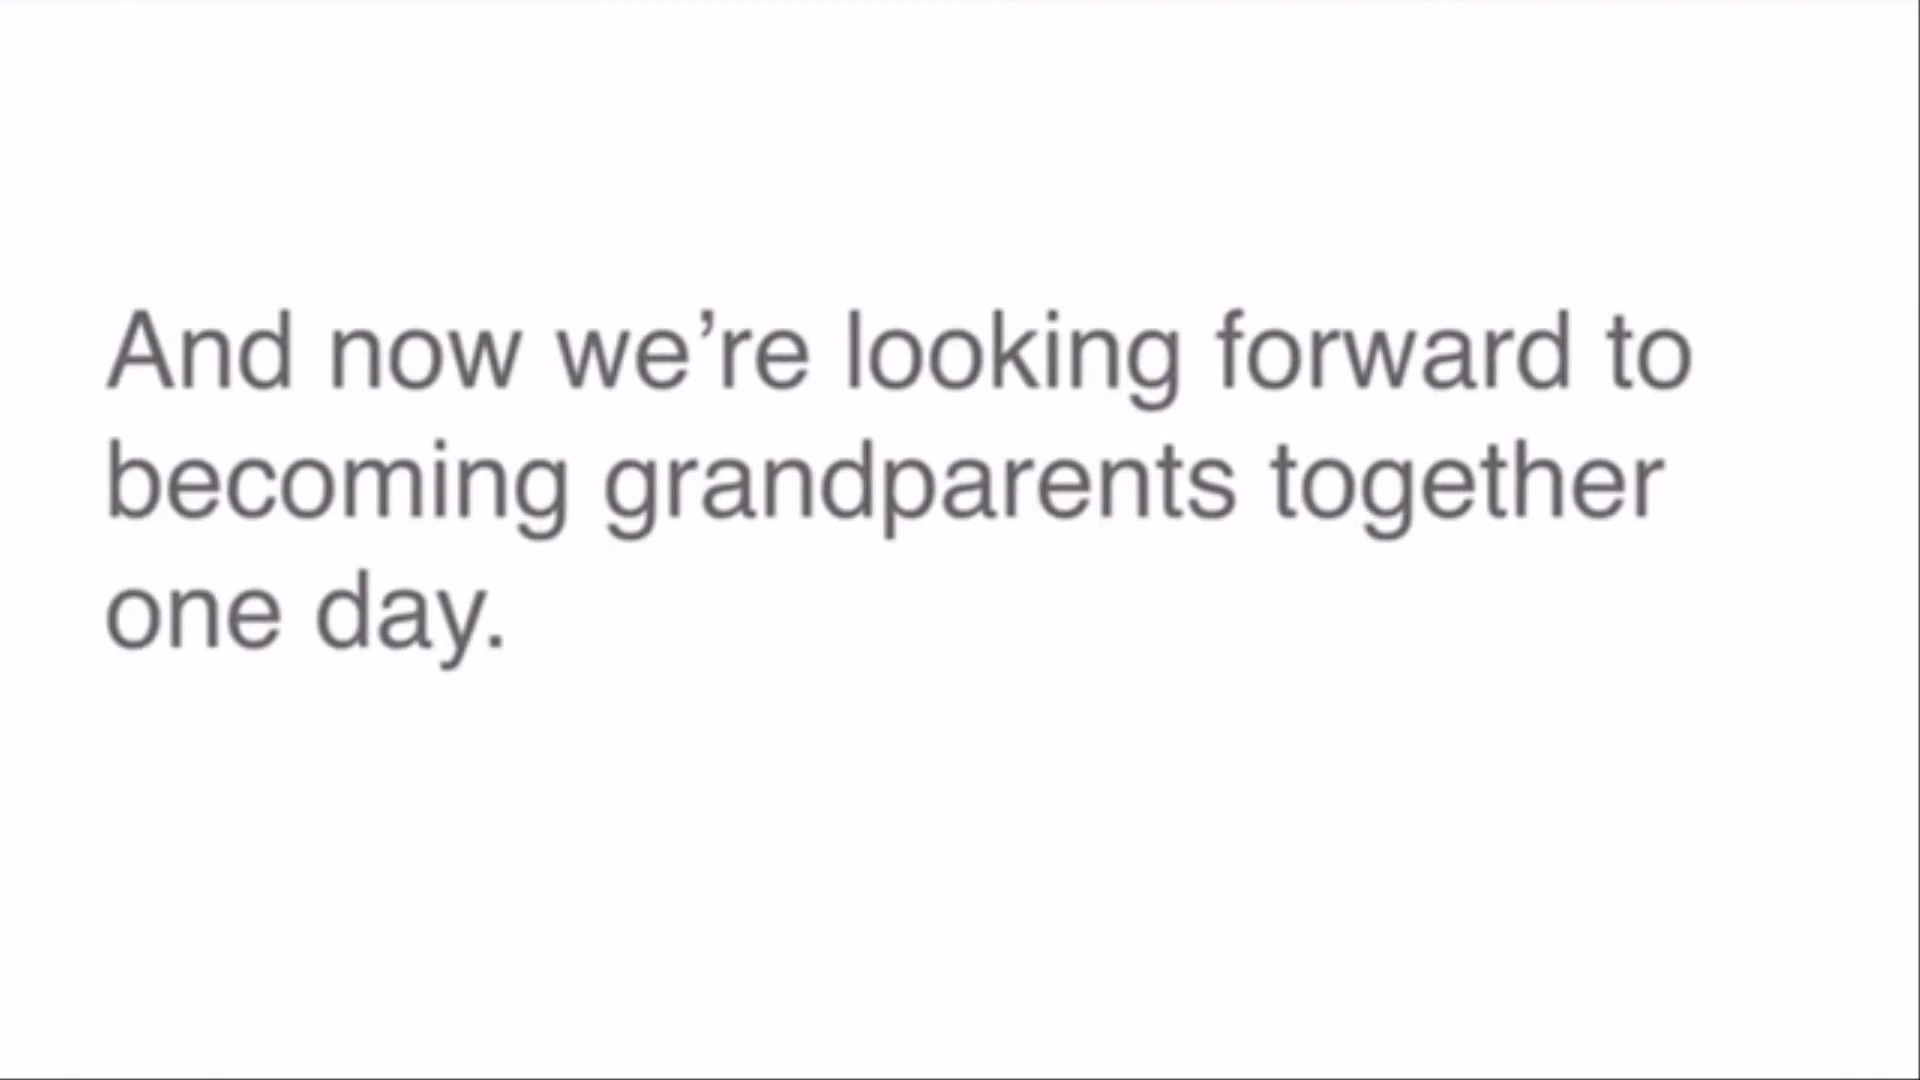 And now we’re looking forward to
becoming grandparents together
one day.